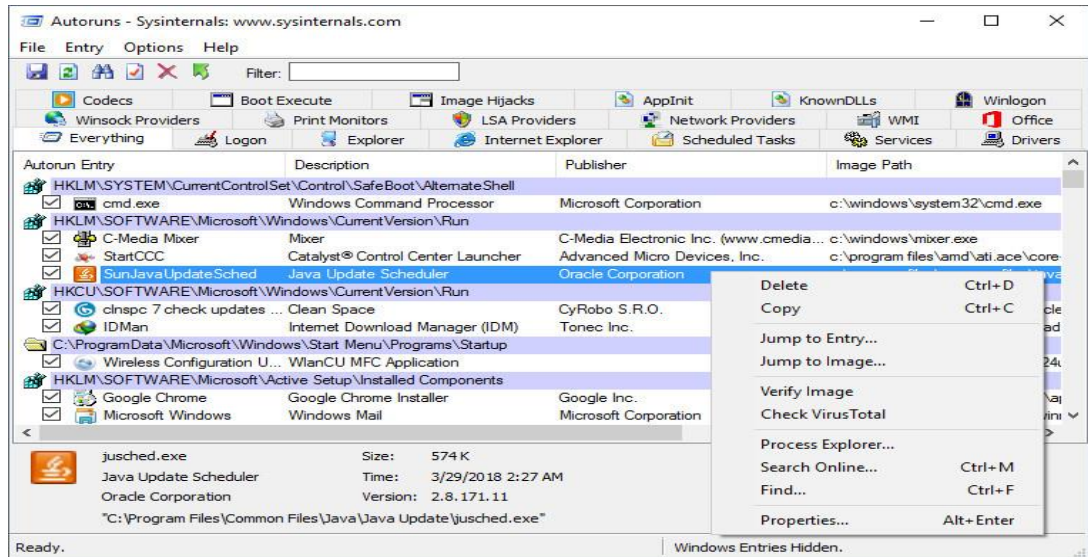 Autoruns - Sysinternals: www.sysinternals.com
File Entry Options Help
Filter:
Codecs Boot Execute Image Hijacks AppInit KnownDLLs Winlogon
Winsock Providers Print Monitors LSA Providers Network Providers WMI Office
Everything Logon Explorer Internet Explorer Scheduled Tasks Services Drivers
Autorun Entry Description Publisher Image Path
HKLM\SYSTEM\CurrentControlSet\Control\SafeBoot\AlternateShell
cmd.exe Windows Command Processor Microsoft Corporation c:\windows\system32\cmd.exe
HKLM\SOFTWARE\Microsoft\Windows\CurrentVersion\Run
C-Media Mixer Mixer C-Media Electronic Inc. (www.cmedia... c:\windows\mixer.exe
StartCCC Catalyst® Control Center Launcher Advanced Micro Devices, Inc. c:\program files\amd\ati.ace\core-
SunJavaUpdateSched Java Update Scheduler Oracle Corporation
HKCU\SOFTWARE\Microsoft\Windows\CurrentVersion\Run
clnspc 7 check updates ... Clean Space CyRobo S.R.O.
IDMan Internet Download Manager (IDM) Tonec Inc.
C:\ProgramData\Microsoft\Windows\Start Menu\Programs\Startup
Wireless Configuration U... WlanCU MFC Application
HKLM\SOFTWARE\Microsoft\Active Setup\Installed Components
Google Chrome Google Chrome Installer Google Inc.
Microsoft Windows Windows Mail Microsoft Corporation
Delete Ctrl+D
Copy Ctrl+C
Jump to Entry...
Jump to Image...
Verify Image
Check VirusTotal
Process Explorer...
Search Online... Ctrl+M
Find... Ctrl+F
Properties... Alt+Enter
jusched.exe Size: 574 K
Java Update Scheduler Time: 3/29/2018 2:27 AM
Oracle Corporation Version: 2.8.171.11
"C:\Program Files\Common Files\Java\Java Update\jusched.exe"
Ready. Windows Entries Hidden.